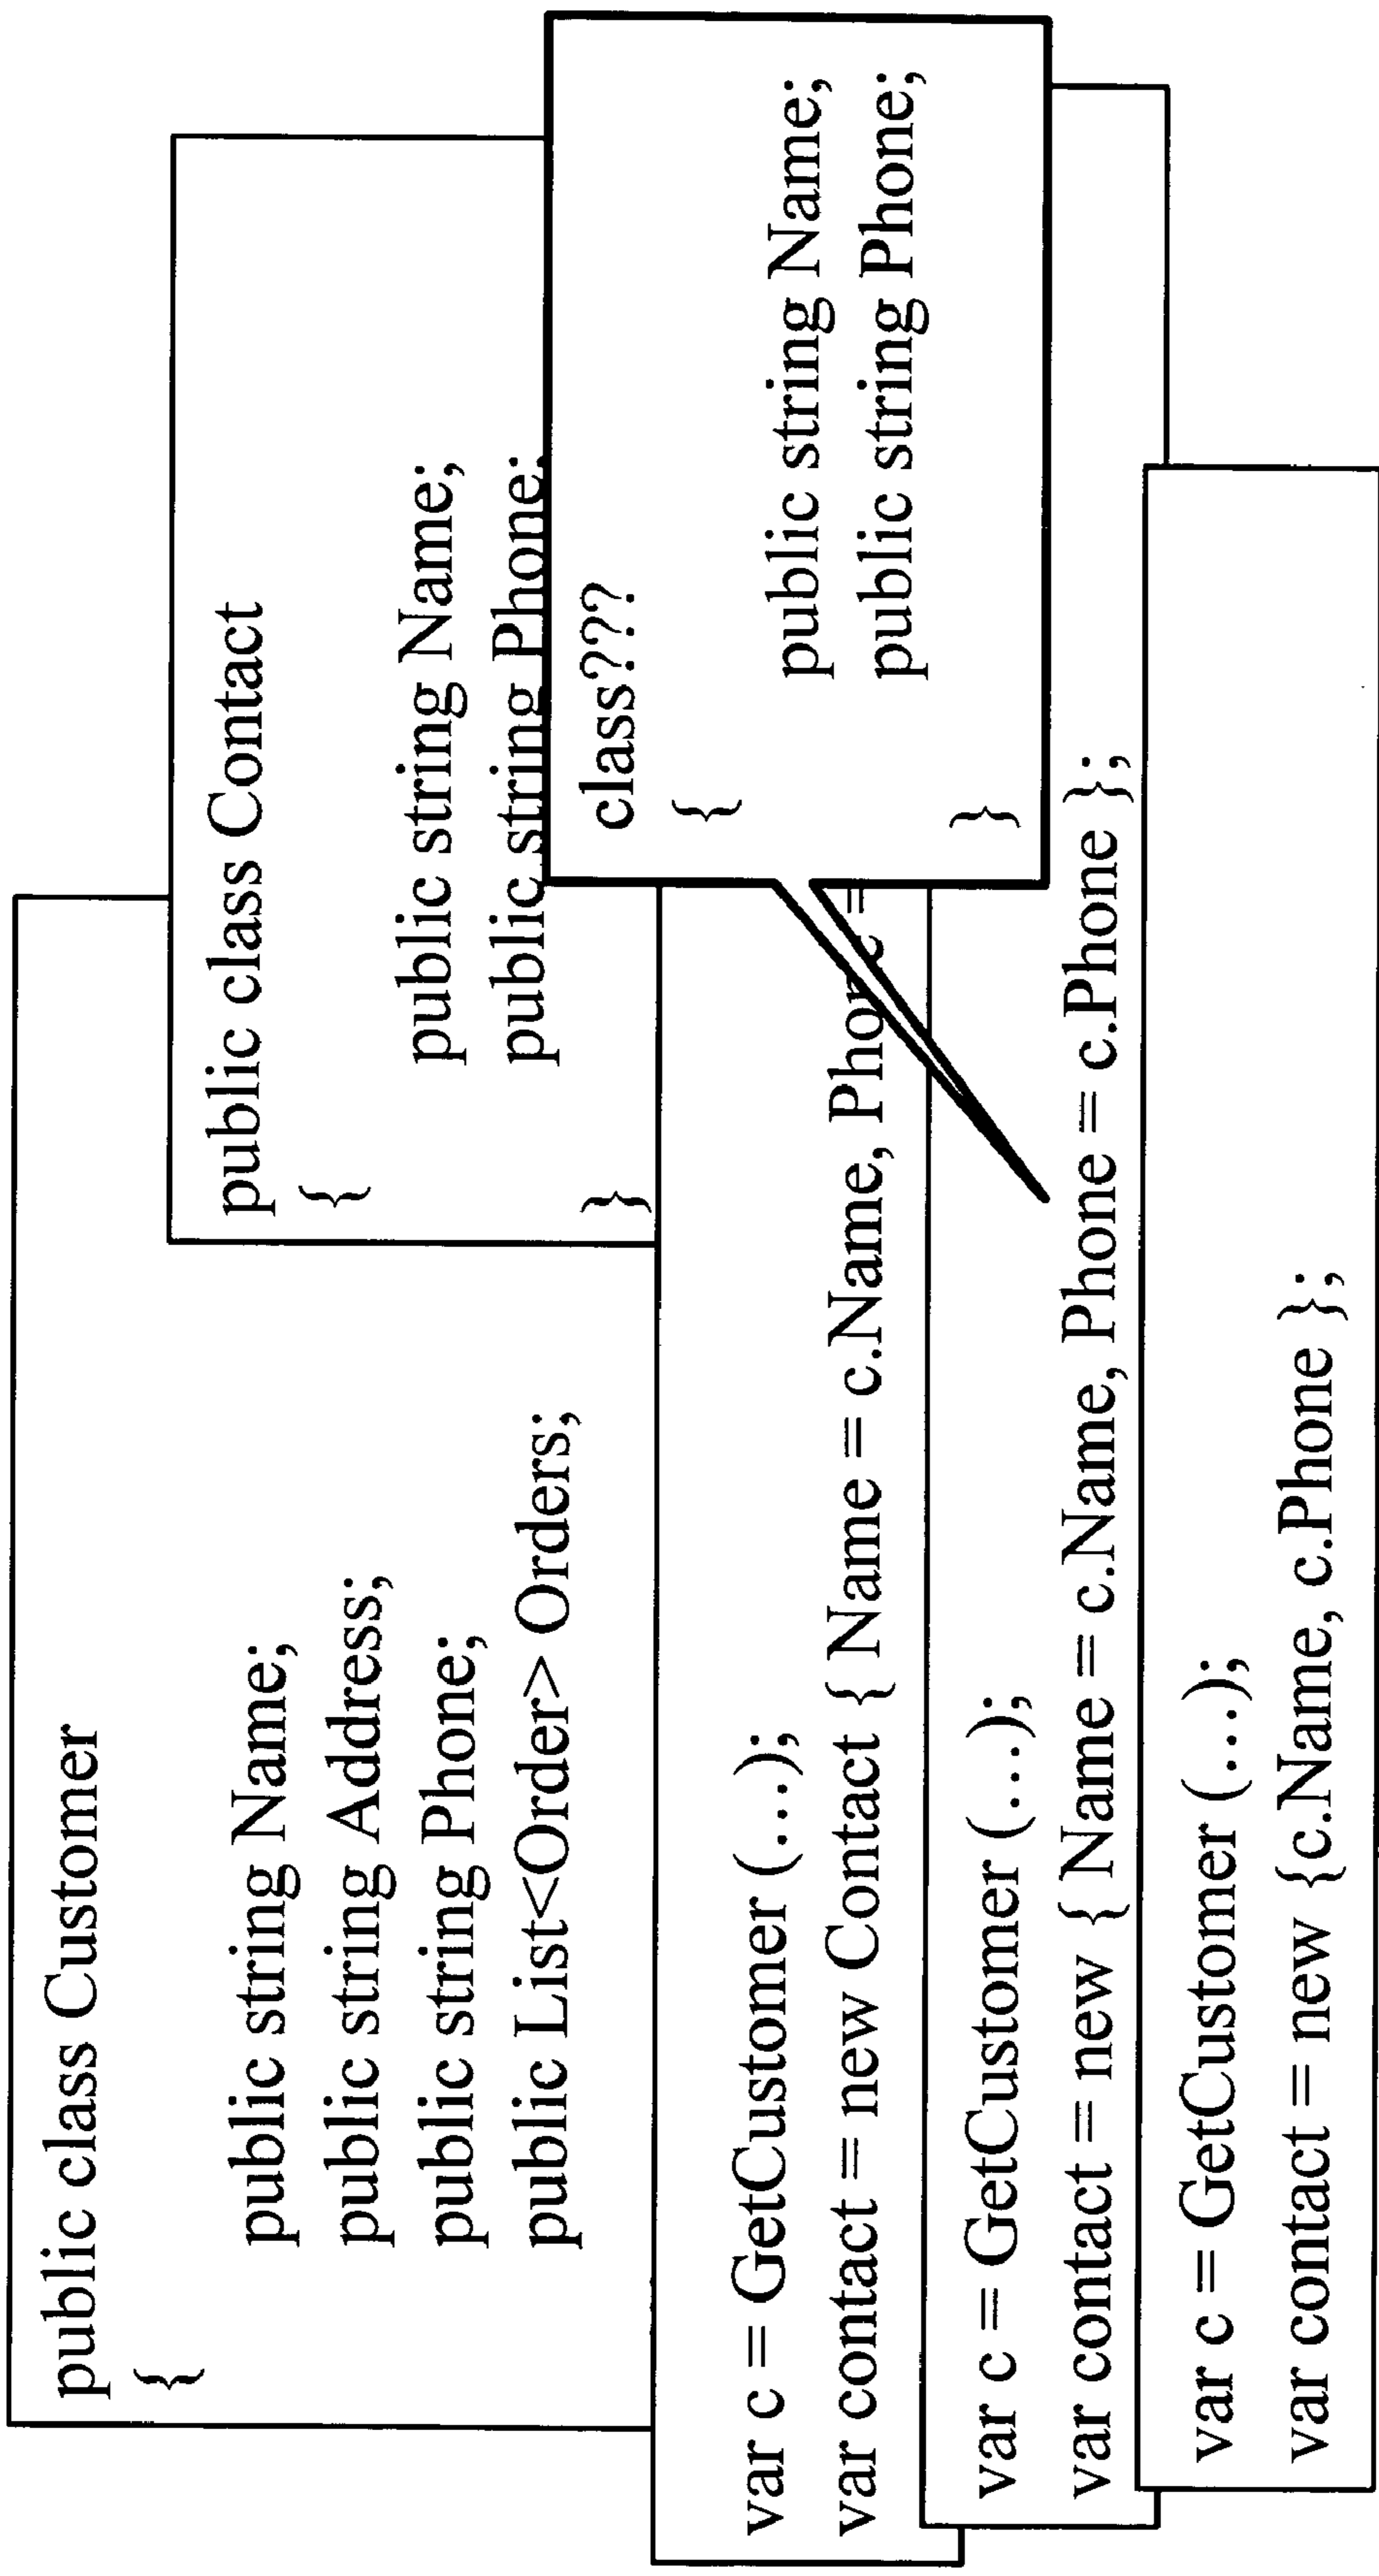 public class Customer
{
public string Name;
public string Address;
public string Phone;
public List<Order> Orders;
public class Contact
{
public string Name;
public string Phone;
}
class???
{
public string Name;
public string Phone;
}
var c = GetCustomer (…);
var contact = new Contact { Name = c.Name, Phone =
var c = GetCustomer (…);
var contact = new { Name = c.Name, Phone = c.Phone };
var c = GetCustomer (…);
var contact = new {c.Name, c.Phone };